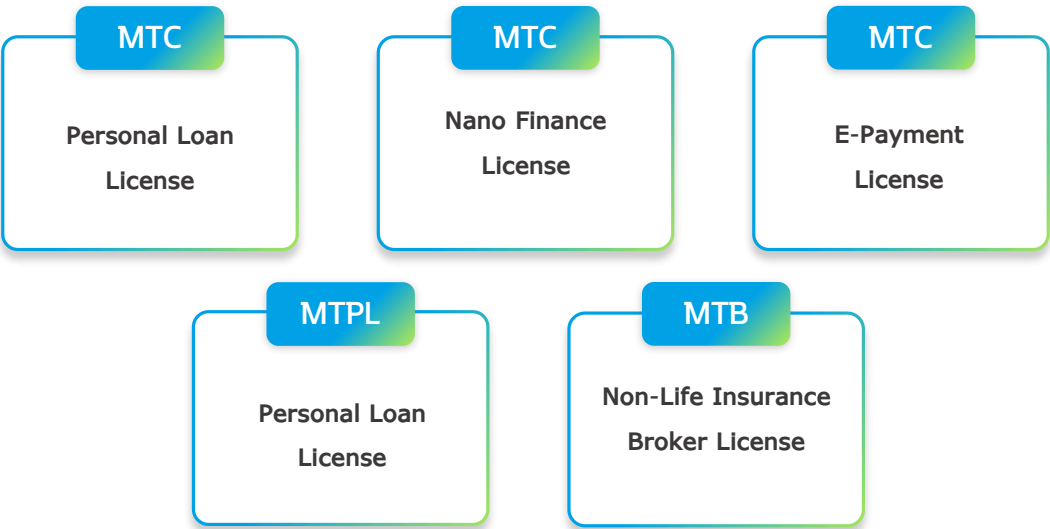 MTC
Personal Loan
License
MTC
Nano Finance
License
MTC
E-Payment
License
MTPL
Personal Loan
License
MTB
Non-Life Insurance
Broker License